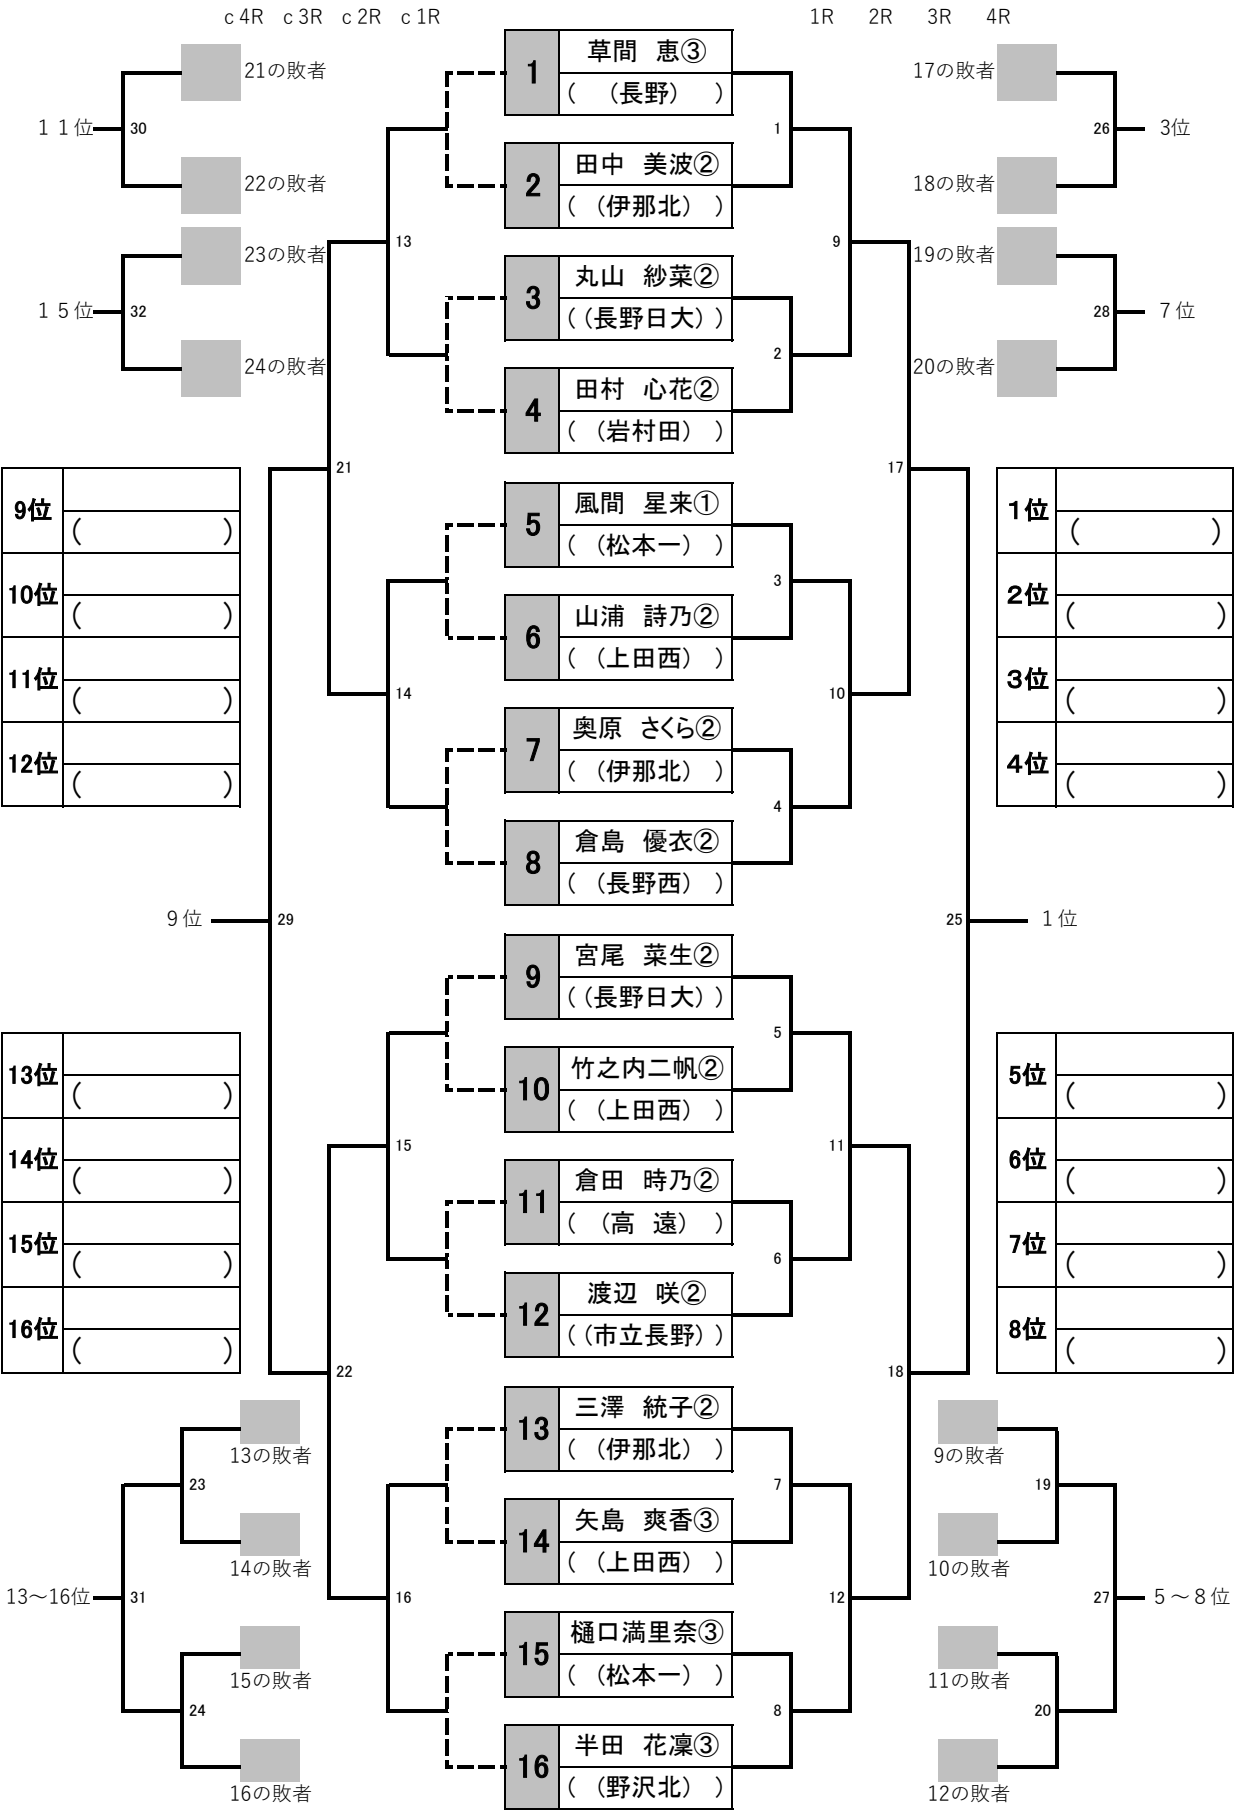 c 4R c 3R c 2R c 1R 1R 2R 3R 4R
1 草間 恵③
( (長野) )
2 田中 美波②
( (伊那北) )
3 丸山 紗菜②
( (長野日大) )
4 田村 心花②
( (岩村田) )
5 風間 星来①
( (松本一) )
6 山浦 詩乃②
( (上田西) )
7 奥原 さくら②
( (伊那北) )
8 倉島 優衣②
( (長野西) )
9 宮尾 菜生②
( (長野日大) )
10 竹之内二帆②
( (上田西) )
11 倉田 時乃②
( (高 遠) )
12 渡辺 咲②
( (市立長野) )
13 三澤 統子②
( (伊那北) )
14 矢島 爽香③
( (上田西) )
15 樋口満里奈③
( (松本一) )
16 半田 花凜③
( (野沢北) )
21の敗者
11位 30
22の敗者
23の敗者
15位 32
24の敗者
13
21
14
9位 29
15
22
16
9位
( )
10位
( )
11位
( )
12位
( )
13位
( )
14位
( )
15位
( )
16位
( )
13の敗者
23
14の敗者
13～16位 31
15の敗者
24
16の敗者
1
2
3
4
5
6
7
8
9
10
11
12
17
18
25 1位
17の敗者
26 3位
18の敗者
19の敗者
28 7位
20の敗者
1位
( )
2位
( )
3位
( )
4位
( )
5位
( )
6位
( )
7位
( )
8位
( )
9の敗者
19
10の敗者
27 5～8位
11の敗者
20
12の敗者